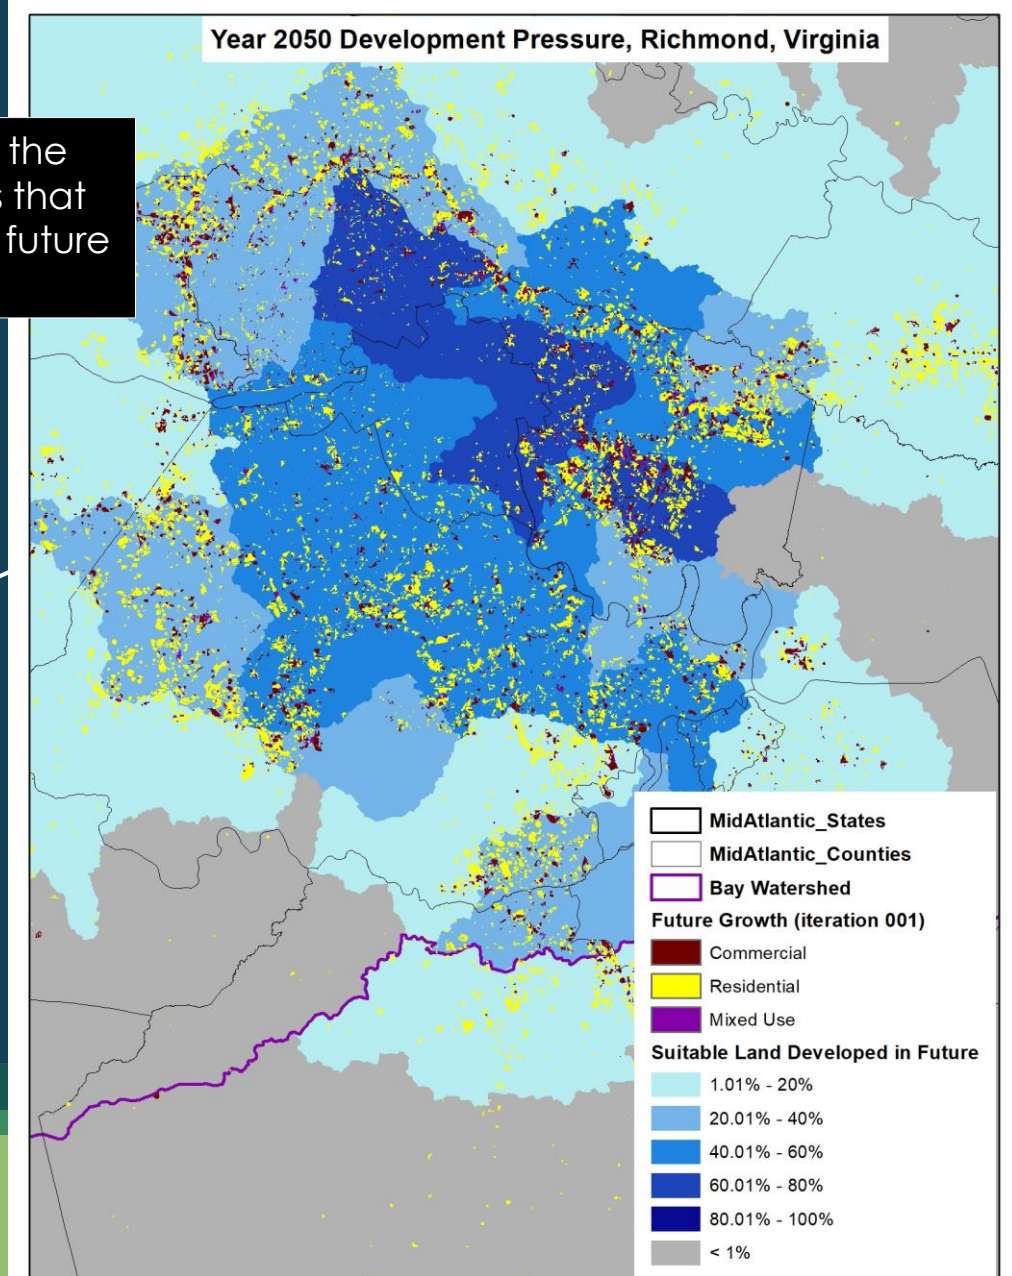 Year 2050 Development Pressure, Richmond, Virginia
the
that
future
MidAtlantic_States
MidAtlantic_Counties
Bay Watershed
Future Growth (iteration 001)
Commercial
Residential
Mixed Use
Suitable Land Developed in Future
1.01% - 20%
20.01% - 40%
40.01% - 60%
60.01% - 80%
80.01% - 100%
< 1%